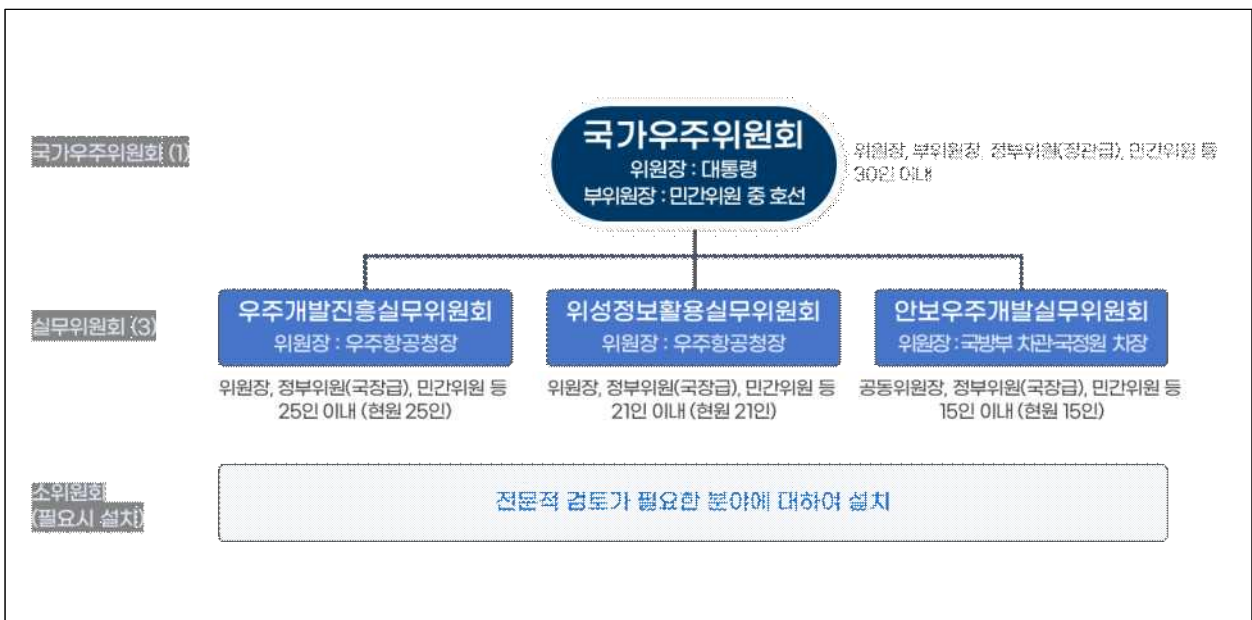 국가우주위원회 (1)
국가우주위원회
위원장 : 대통령
부위원장 : 민간위원 중 호선
위원장, 부위원장, 정부위원(장관급), 민간위원 등
30인 이내
실무위원회 (3)
우주개발진흥실무위원회
위원장 : 우주항공청장
위원장, 정부위원(국장급), 민간위원 등
25인 이내 (현원 25인)
위성정보활용실무위원회
위원장 : 우주항공청장
위원장, 정부위원(국장급), 민간위원 등
21인 이내 (현원 21인)
안보우주개발실무위원회
위원장 : 국방부 차관·국정원 차장
공동위원장, 정부위원(국장급), 민간위원 등
15인 이내 (현원 15인)
소위원회
(필요시 설치)
전문적 검토가 필요한 분야에 대하여 설치